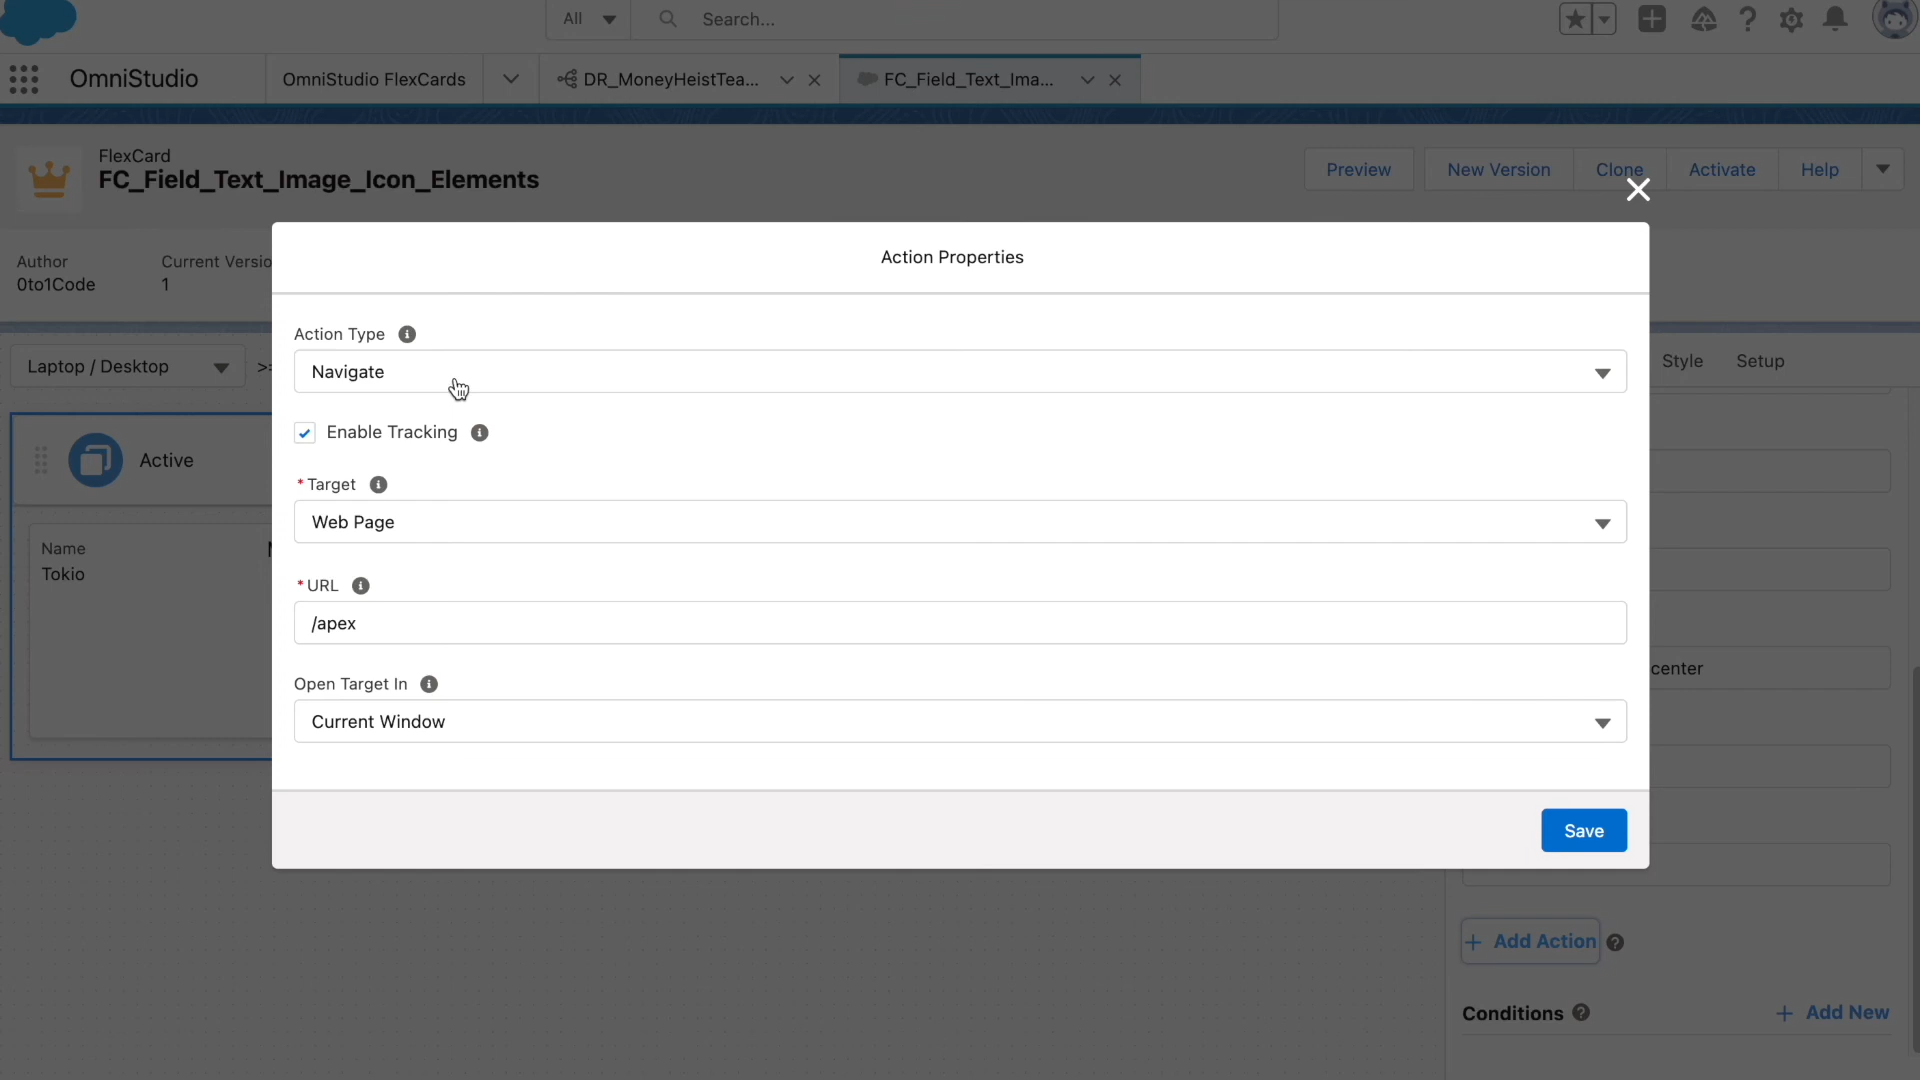 All
Search...
OmniStudio
OmniStudio FlexCards
DR_MoneyHeistTea...
FC_Field_Text_Ima...
FlexCard
FC_Field_Text_Image_Icon_Elements
Preview
New Version
Clone
Activate
Help
Author
0to1Code
Current Versio
1
Action Properties
Laptop / Desktop
>
Style
Setup
Action Type
Navigate
Enable Tracking
* Target
Web Page
* URL
/apex
Open Target In
Current Window
Save
Active
Name
Tokio
center
+ Add Action
Conditions
+ Add New